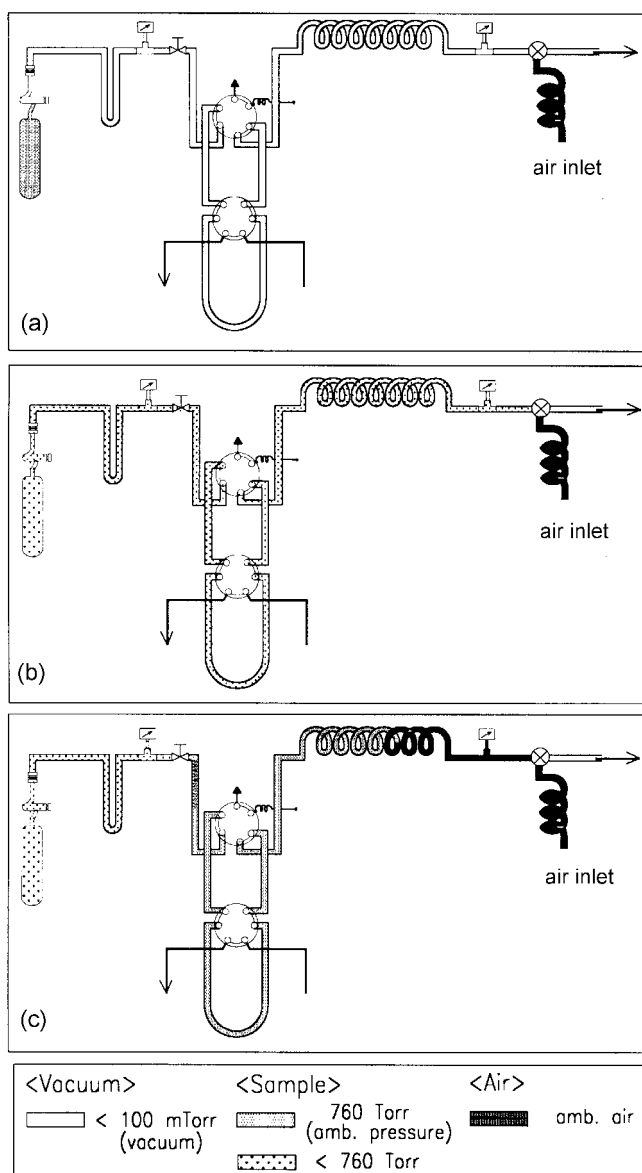 air inlet
(a)
air inlet
(b)
air inlet
(c)
<Vacuum>
< 100 mTorr
(vacuum)
<Sample>
760 Torr
(amb. pressure)
< 760 Torr
<Air>
amb. air